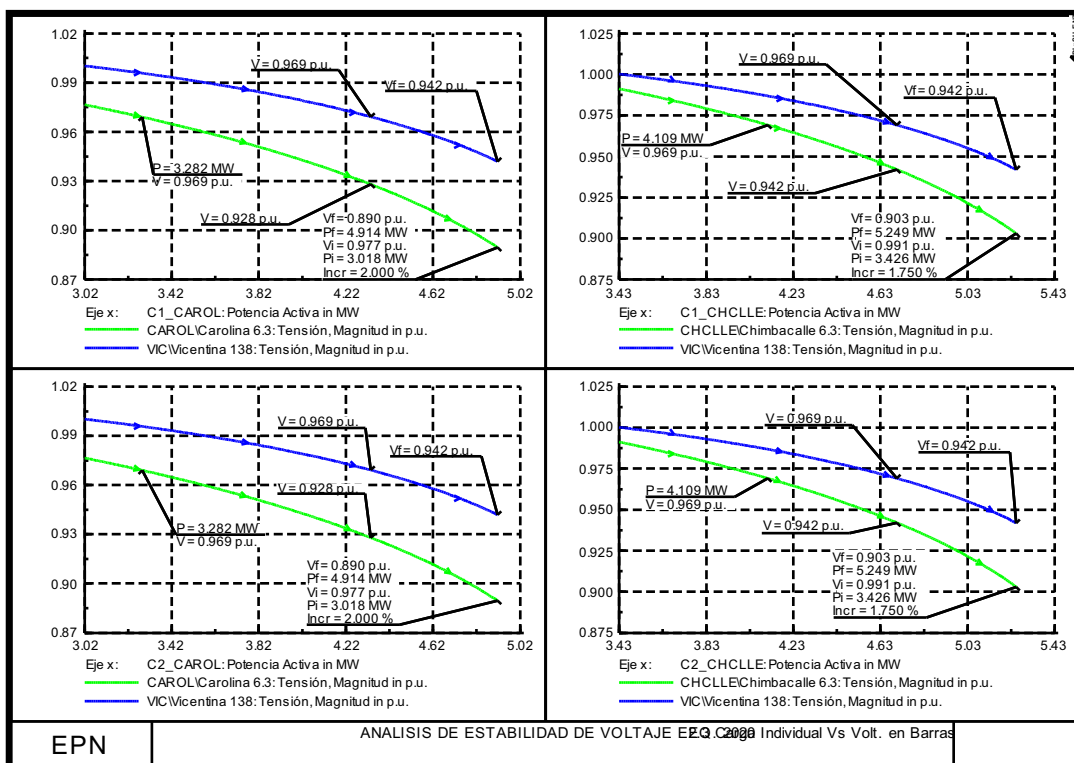 1.02
0.99
0.96
0.93
0.90
0.87
3.02 3.42 3.82 4.22 4.62 5.02
V = 0.969 p.u.
Vf = 0.942 p.u.
P = 3.282 MW
V = 0.969 p.u.
V = 0.928 p.u.
Vf = 0.890 p.u.
Pf = 4.914 MW
Vi = 0.977 p.u.
Pi = 3.018 MW
Incr = 2.000 %
Eje x: C1_CAROL: Potencia Activa in MW
CAROL\Carolina 6.3: Tensión, Magnitud in p.u.
VIC\Vicentina 138: Tensión, Magnitud in p.u.
1.025
1.000
0.975
0.950
0.925
0.900
0.875
3.43 3.83 4.23 4.63 5.03 5.43
V = 0.969 p.u.
Vf = 0.942 p.u.
P = 4.109 MW
V = 0.969 p.u.
V = 0.942 p.u.
Vf = 0.903 p.u.
Pf = 5.249 MW
Vi = 0.991 p.u.
Pi = 3.426 MW
Incr = 1.750 %
Eje x: C1_CHCLLE: Potencia Activa in MW
CHCLLE\Chimbacalle 6.3: Tensión, Magnitud in p.u.
VIC\Vicentina 138: Tensión, Magnitud in p.u.
1.02
0.99
0.96
0.93
0.90
0.87
3.02 3.42 3.82 4.22 4.62 5.02
V = 0.969 p.u.
Vf = 0.942 p.u.
V = 0.928 p.u.
P = 3.282 MW
V = 0.969 p.u.
Vf = 0.890 p.u.
Pf = 4.914 MW
Vi = 0.977 p.u.
Pi = 3.018 MW
Incr = 2.000 %
Eje x: C2_CAROL: Potencia Activa in MW
CAROL\Carolina 6.3: Tensión, Magnitud in p.u.
VIC\Vicentina 138: Tensión, Magnitud in p.u.
1.025
1.000
0.975
0.950
0.925
0.900
0.875
3.43 3.83 4.23 4.63 5.03 5.43
V = 0.969 p.u.
Vf = 0.942 p.u.
P = 4.109 MW
V = 0.969 p.u.
V = 0.942 p.u.
Vf = 0.903 p.u.
Pf = 5.249 MW
Vi = 0.991 p.u.
Pi = 3.426 MW
Incr = 1.750 %
Eje x: C2_CHCLLE: Potencia Activa in MW
CHCLLE\Chimbacalle 6.3: Tensión, Magnitud in p.u.
VIC\Vicentina 138: Tensión, Magnitud in p.u.
EPN
ANALISIS DE ESTABILIDAD DE VOLTAJE Individual Vs Volt. en Barras